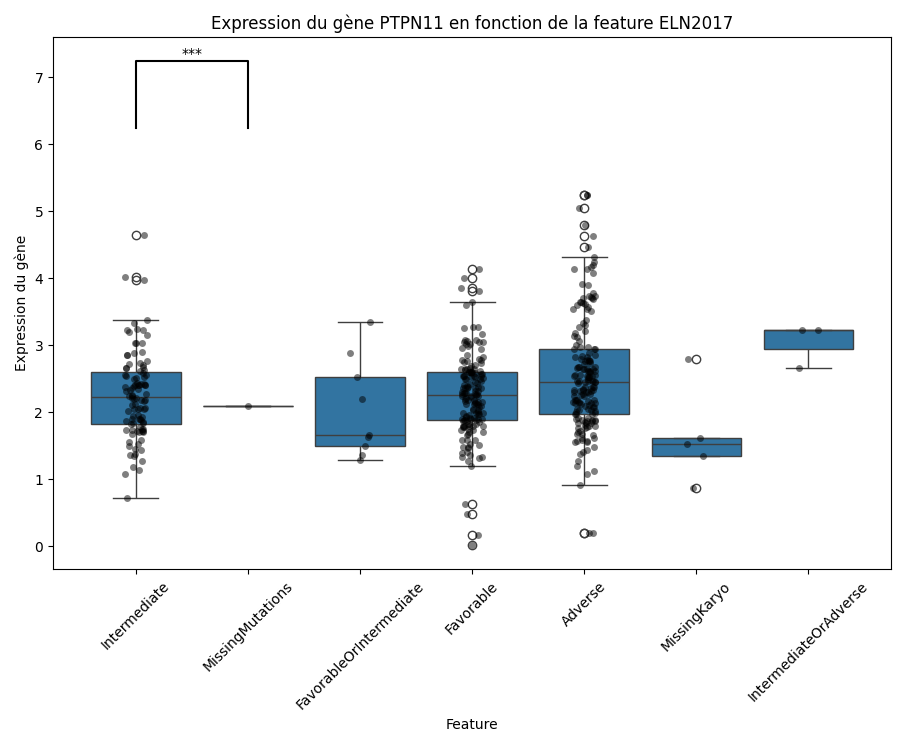 Expression du gène PTPN11 en fonction de la feature ELN2017
***
Expression du gène
7
6
5
4
3
2
1
0
Intermediate
MissingMutations
FavorableOrIntermediate
Favorable
Adverse
MissingKaryo
IntermediateOrAdverse
Feature